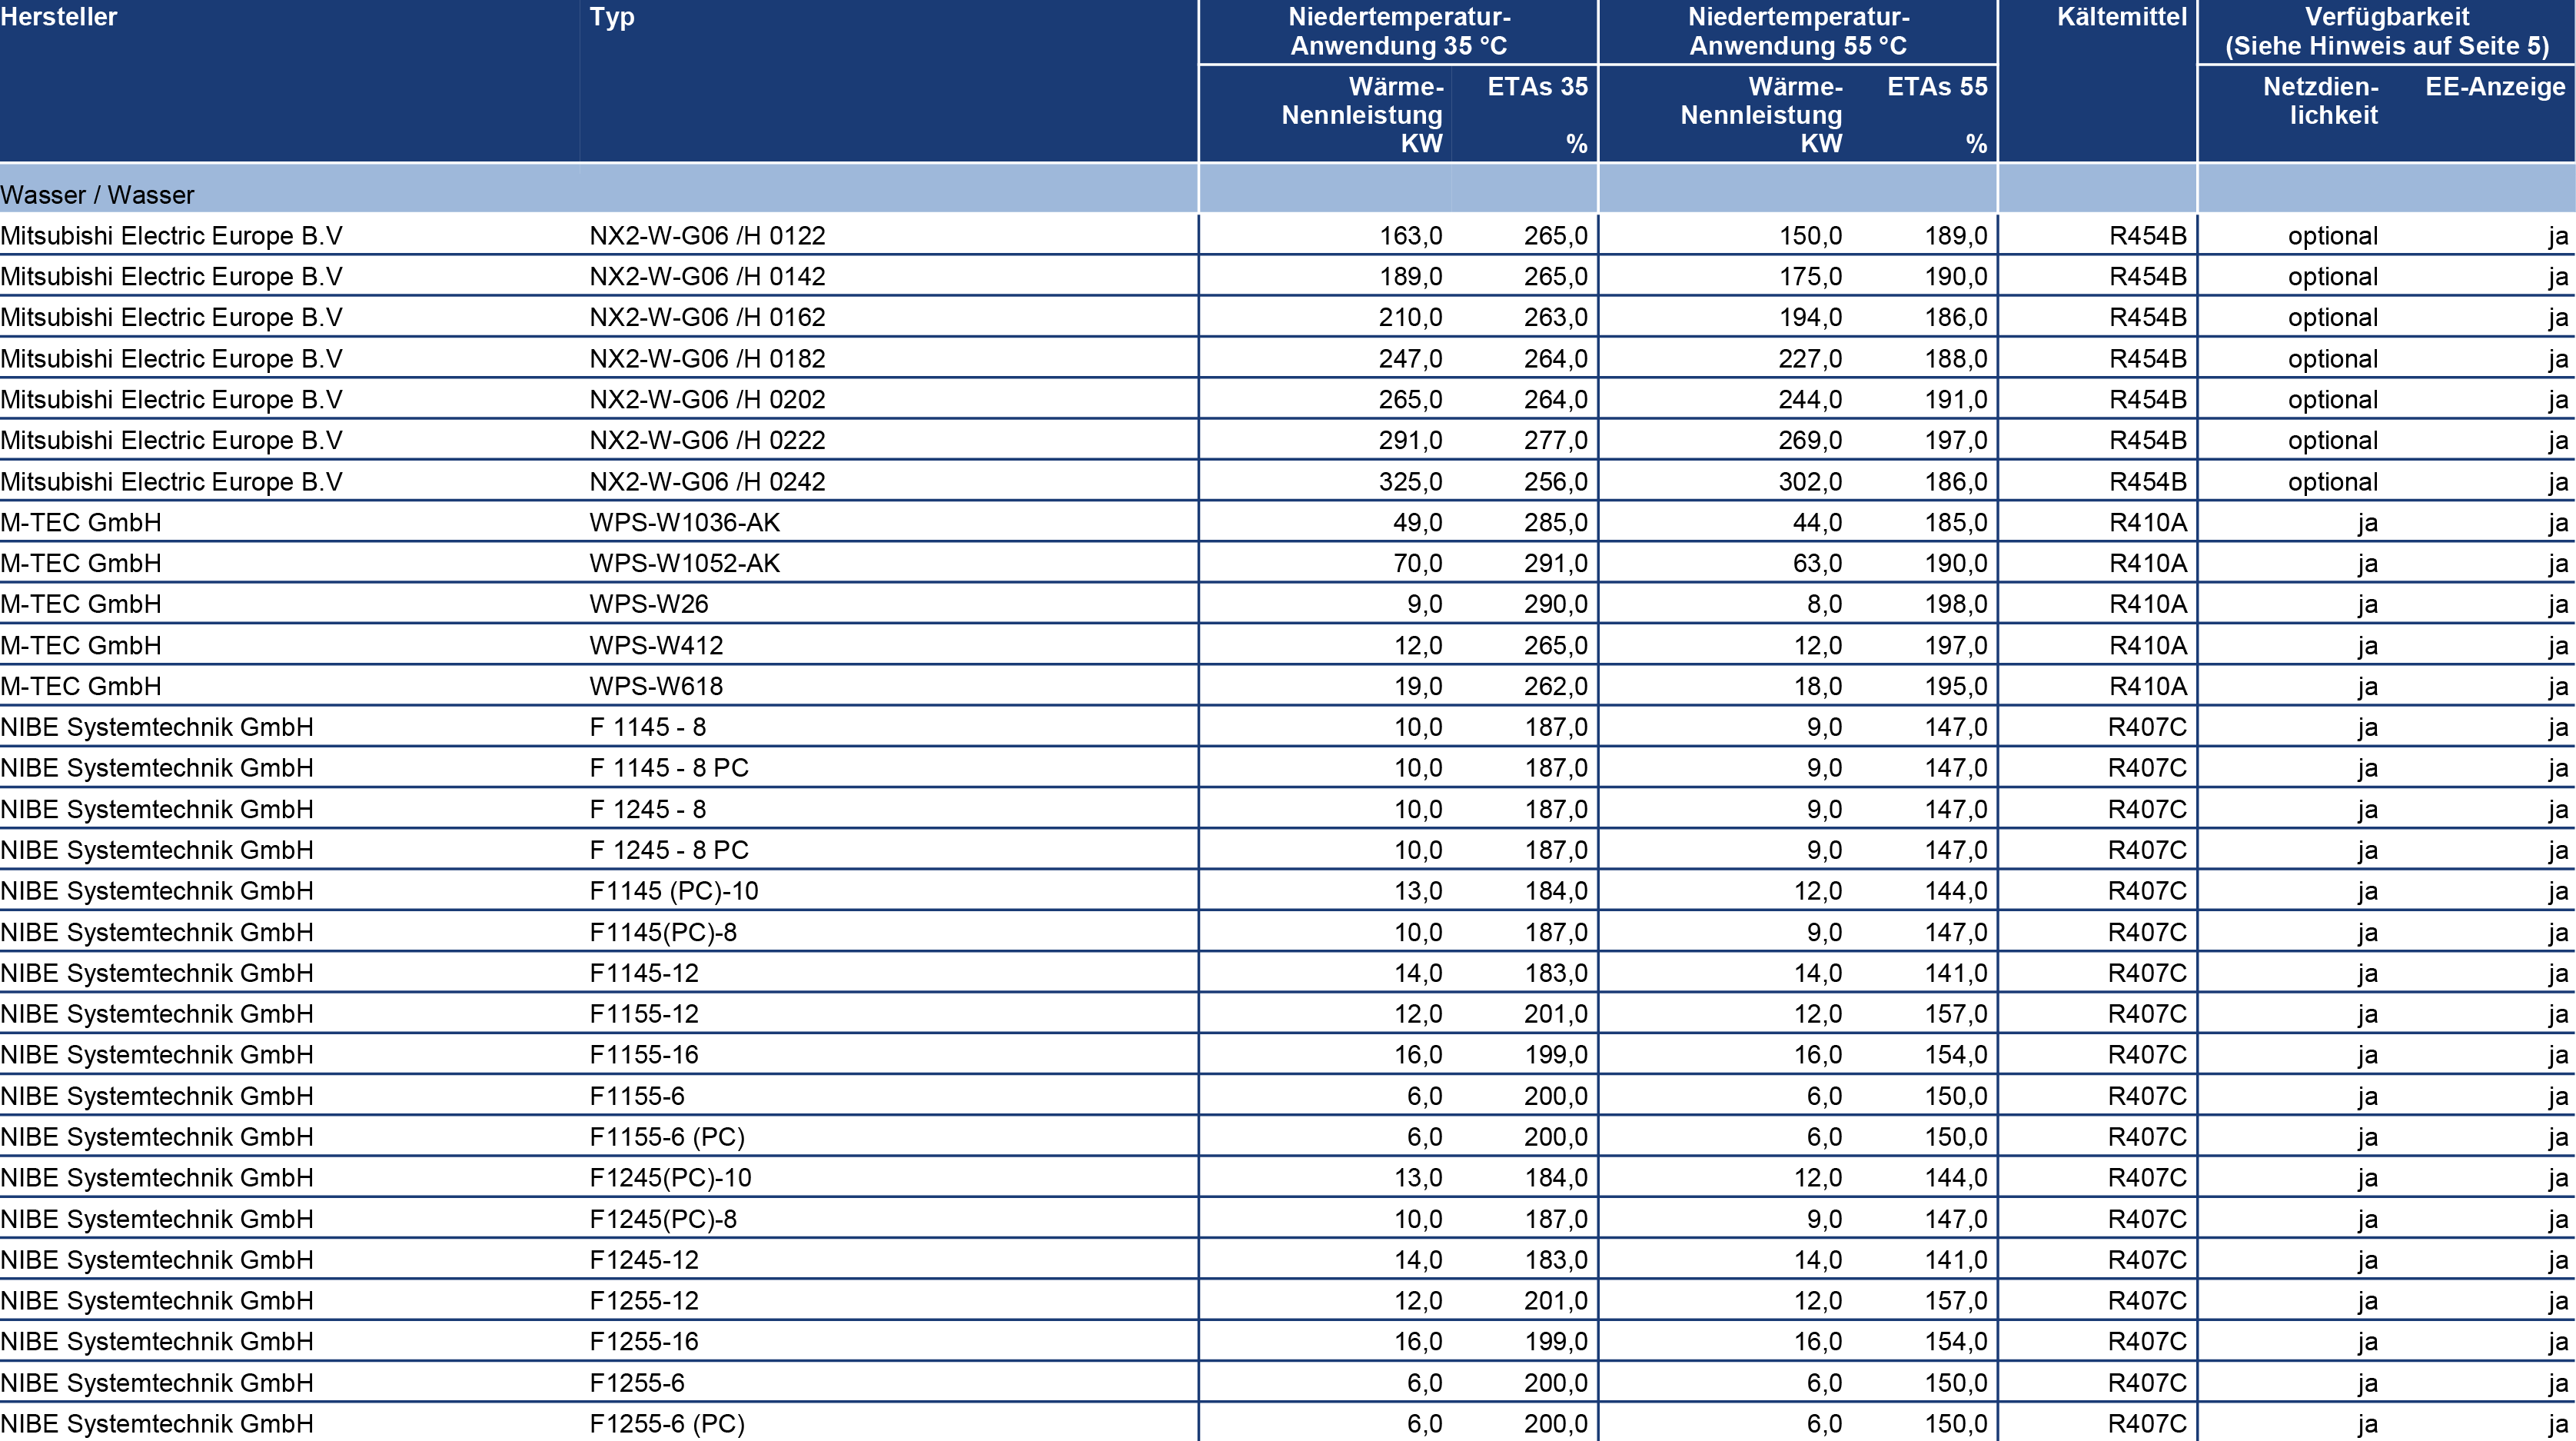 Hersteller Typ Niedertemperatur- Niedertemperatur- Kältemittel Verfügbarkeit
Anwendung 35 °C Anwendung 55 °C (Siehe Hinweis auf Seite 5)
Wärme- ETAs 35 Wärme- ETAs 55 Netzdien- EE-Anzeige
Nennleistung Nennleistung lichkeit
KW % KW %
Wasser / Wasser
Mitsubishi Electric Europe B.V NX2-W-G06 /H 0122 163,0 265,0 150,0 189,0 R454B optional ja
Mitsubishi Electric Europe B.V NX2-W-G06 /H 0142 189,0 265,0 175,0 190,0 R454B optional ja
Mitsubishi Electric Europe B.V NX2-W-G06 /H 0162 210,0 263,0 194,0 186,0 R454B optional ja
Mitsubishi Electric Europe B.V NX2-W-G06 /H 0182 247,0 264,0 227,0 188,0 R454B optional ja
Mitsubishi Electric Europe B.V NX2-W-G06 /H 0202 265,0 264,0 244,0 191,0 R454B optional ja
Mitsubishi Electric Europe B.V NX2-W-G06 /H 0222 291,0 277,0 269,0 197,0 R454B optional ja
Mitsubishi Electric Europe B.V NX2-W-G06 /H 0242 325,0 256,0 302,0 186,0 R454B optional ja
M-TEC GmbH WPS-W1036-AK 49,0 285,0 44,0 185,0 R410A ja ja
M-TEC GmbH WPS-W1052-AK 70,0 291,0 63,0 190,0 R410A ja ja
M-TEC GmbH WPS-W26 9,0 290,0 8,0 198,0 R410A ja ja
M-TEC GmbH WPS-W412 12,0 265,0 12,0 197,0 R410A ja ja
M-TEC GmbH WPS-W618 19,0 262,0 18,0 195,0 R410A ja ja
NIBE Systemtechnik GmbH F 1145 - 8 10,0 187,0 9,0 147,0 R407C ja ja
NIBE Systemtechnik GmbH F 1145 - 8 PC 10,0 187,0 9,0 147,0 R407C ja ja
NIBE Systemtechnik GmbH F 1245 - 8 10,0 187,0 9,0 147,0 R407C ja ja
NIBE Systemtechnik GmbH F 1245 - 8 PC 10,0 187,0 9,0 147,0 R407C ja ja
NIBE Systemtechnik GmbH F1145 (PC)-10 13,0 184,0 12,0 144,0 R407C ja ja
NIBE Systemtechnik GmbH F1145(PC)-8 10,0 187,0 9,0 147,0 R407C ja ja
NIBE Systemtechnik GmbH F1145-12 14,0 183,0 14,0 141,0 R407C ja ja
NIBE Systemtechnik GmbH F1155-12 12,0 201,0 12,0 157,0 R407C ja ja
NIBE Systemtechnik GmbH F1155-16 16,0 199,0 16,0 154,0 R407C ja ja
NIBE Systemtechnik GmbH F1155-6 6,0 200,0 6,0 150,0 R407C ja ja
NIBE Systemtechnik GmbH F1155-6 (PC) 6,0 200,0 6,0 150,0 R407C ja ja
NIBE Systemtechnik GmbH F1245(PC)-10 13,0 184,0 12,0 144,0 R407C ja ja
NIBE Systemtechnik GmbH F1245(PC)-8 10,0 187,0 9,0 147,0 R407C ja ja
NIBE Systemtechnik GmbH F1245-12 14,0 183,0 14,0 141,0 R407C ja ja
NIBE Systemtechnik GmbH F1255-12 12,0 201,0 12,0 157,0 R407C ja ja
NIBE Systemtechnik GmbH F1255-16 16,0 199,0 16,0 154,0 R407C ja ja
NIBE Systemtechnik GmbH F1255-6 6,0 200,0 6,0 150,0 R407C ja ja
NIBE Systemtechnik GmbH F1255-6 (PC) 6,0 200,0 6,0 150,0 R407C ja ja